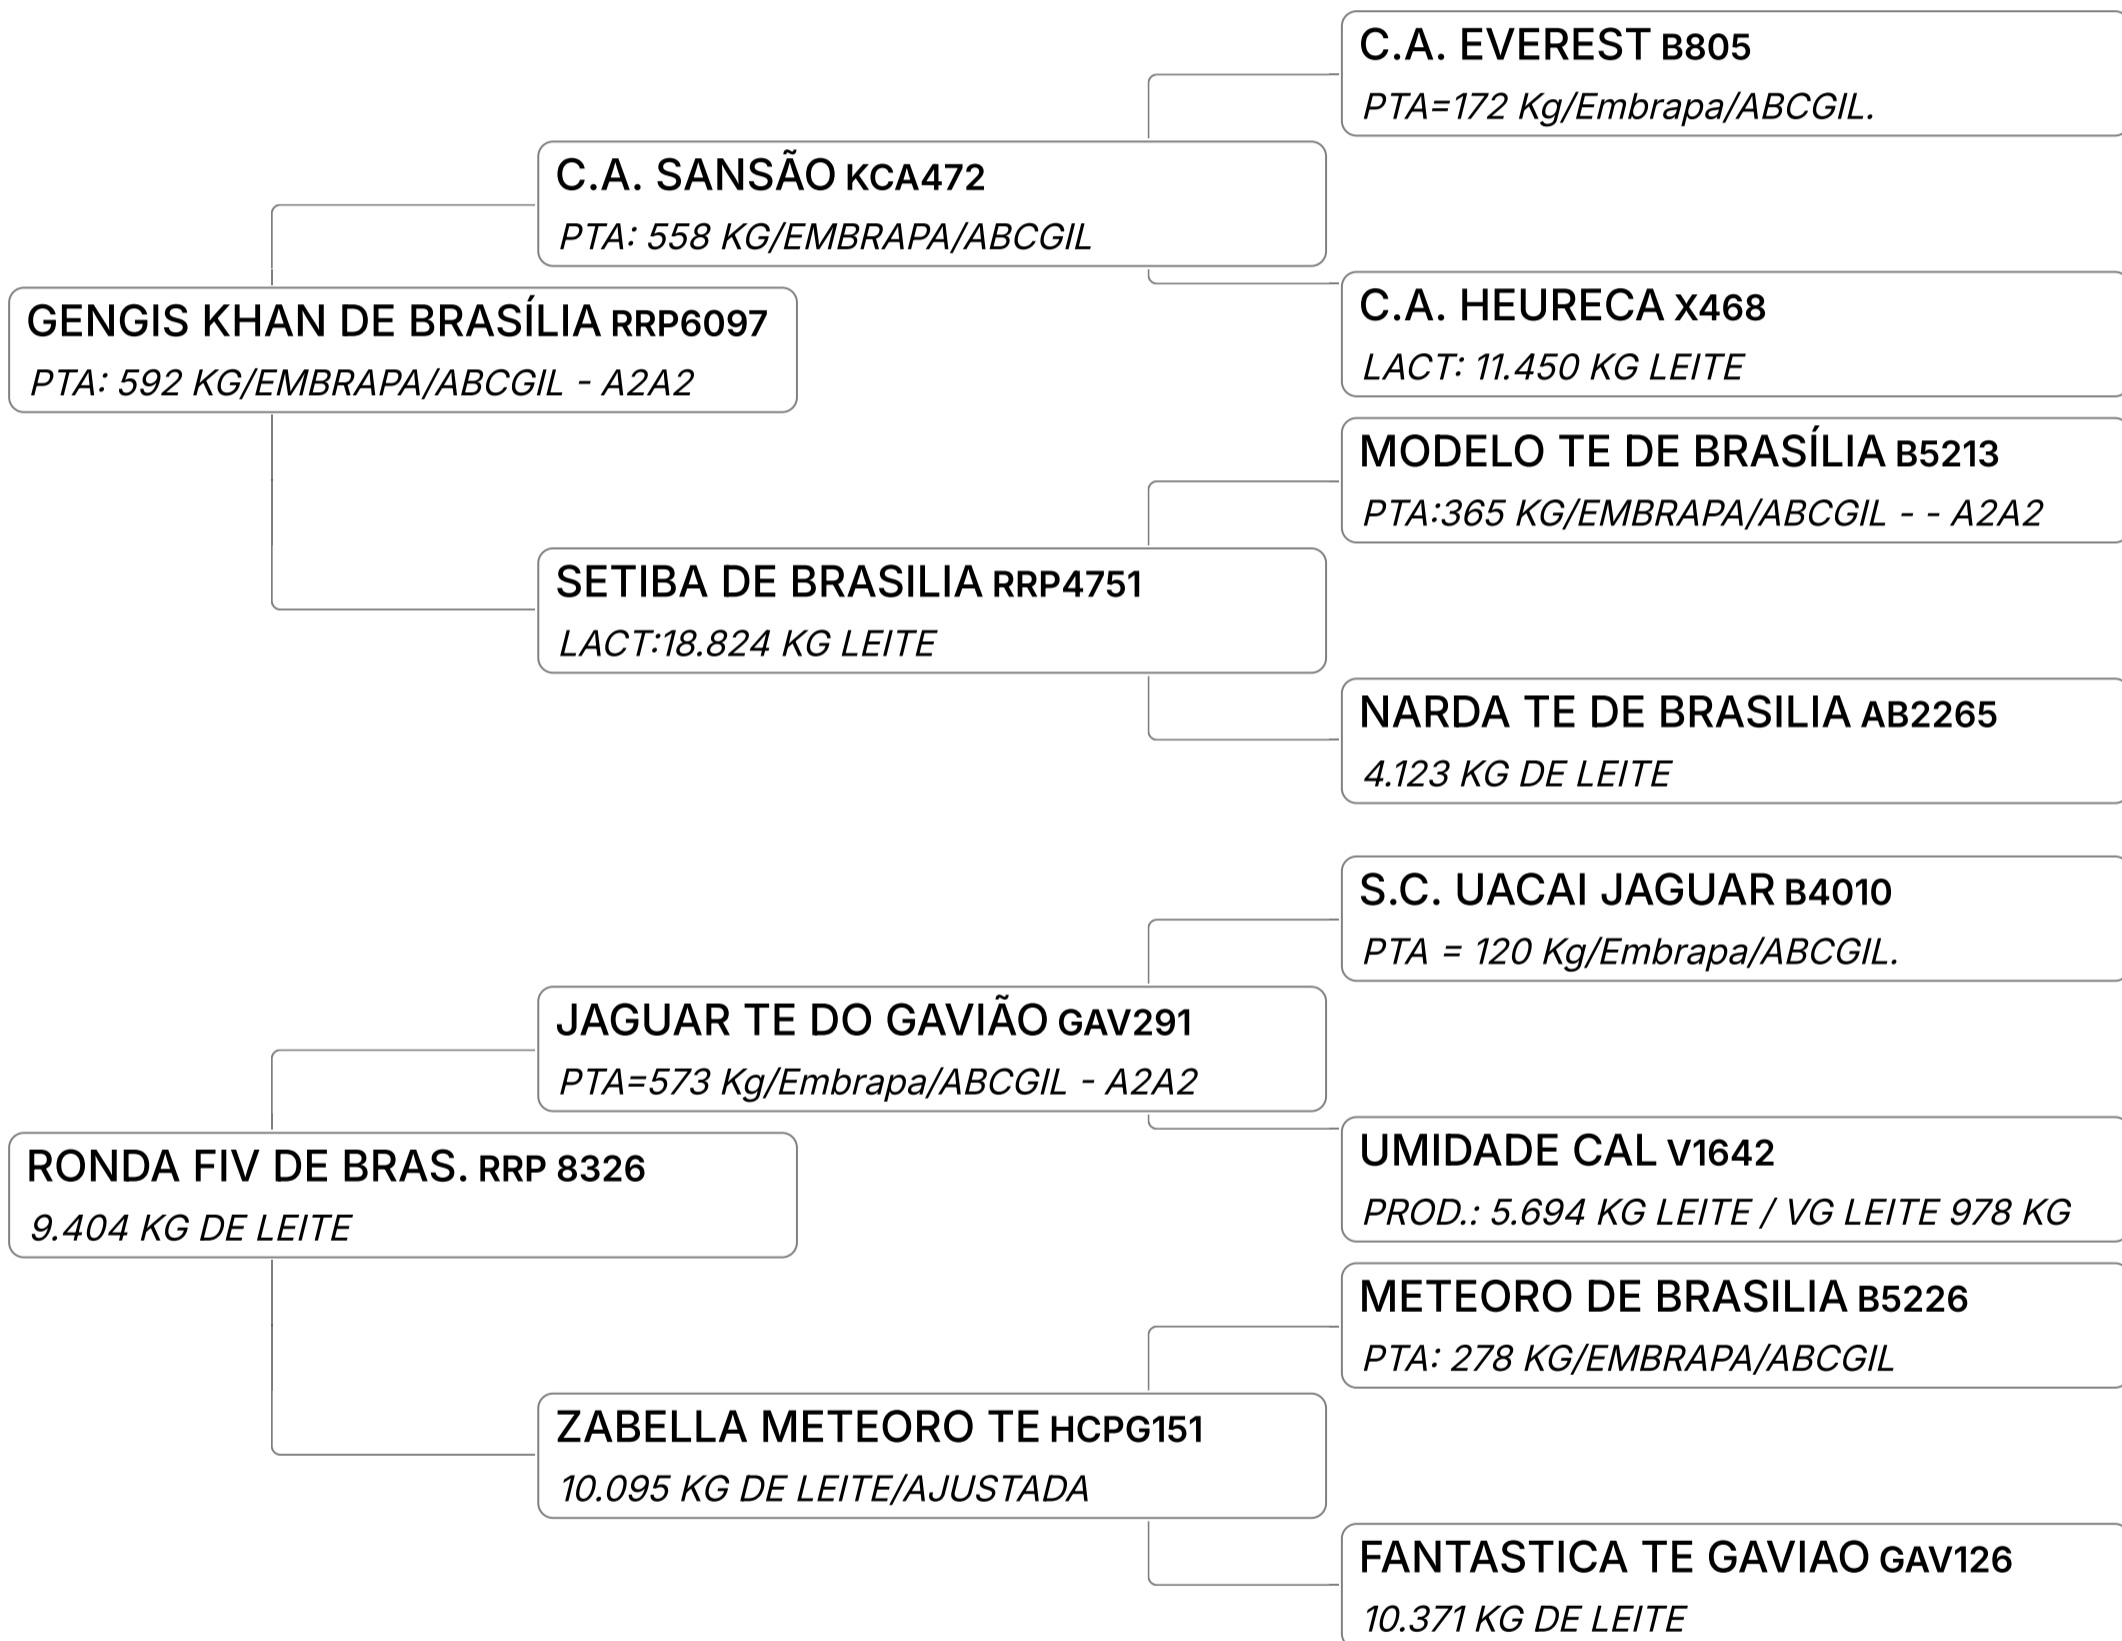 C.A. EVEREST B805
PTA=172 Kg/Embrapa/ABCGIL.
C.A. SANSÃO KCA472
PTA: 558 KG/EMBRAPA/ABCGIL
C.A. HEURECA X468
LACT: 11.450 KG LEITE
GENGIS KHAN DE BRASÍLIA RRP6097
PTA: 592 KG/EMBRAPA/ABCGIL - A2A2
MODELO TE DE BRASÍLIA B5213
PTA:365 KG/EMBRAPA/ABCGIL - - A2A2
SETIBA DE BRASILIA RRP4751
LACT:18.824 KG LEITE
NARDA TE DE BRASILIA AB2265
4.123 KG DE LEITE
S.C. UACAI JAGUAR B4010
PTA = 120 Kg/Embrapa/ABCGIL.
JAGUAR TE DO GAVIÃO GAV291
PTA=573 Kg/Embrapa/ABCGIL - A2A2
UMIDADE CAL V1642
PROD.: 5.694 KG LEITE / VG LEITE 978 KG
RONDA FIV DE BRAS. RRP 8326
9.404 KG DE LEITE
METEORO DE BRASILIA B5226
PTA: 278 KG/EMBRAPA/ABCGIL
ZABELLA METEORO TE HCPG151
10.095 KG DE LEITE/AJUSTADA
FANTASTICA TE GAVIAO GAV126
10.371 KG DE LEITE